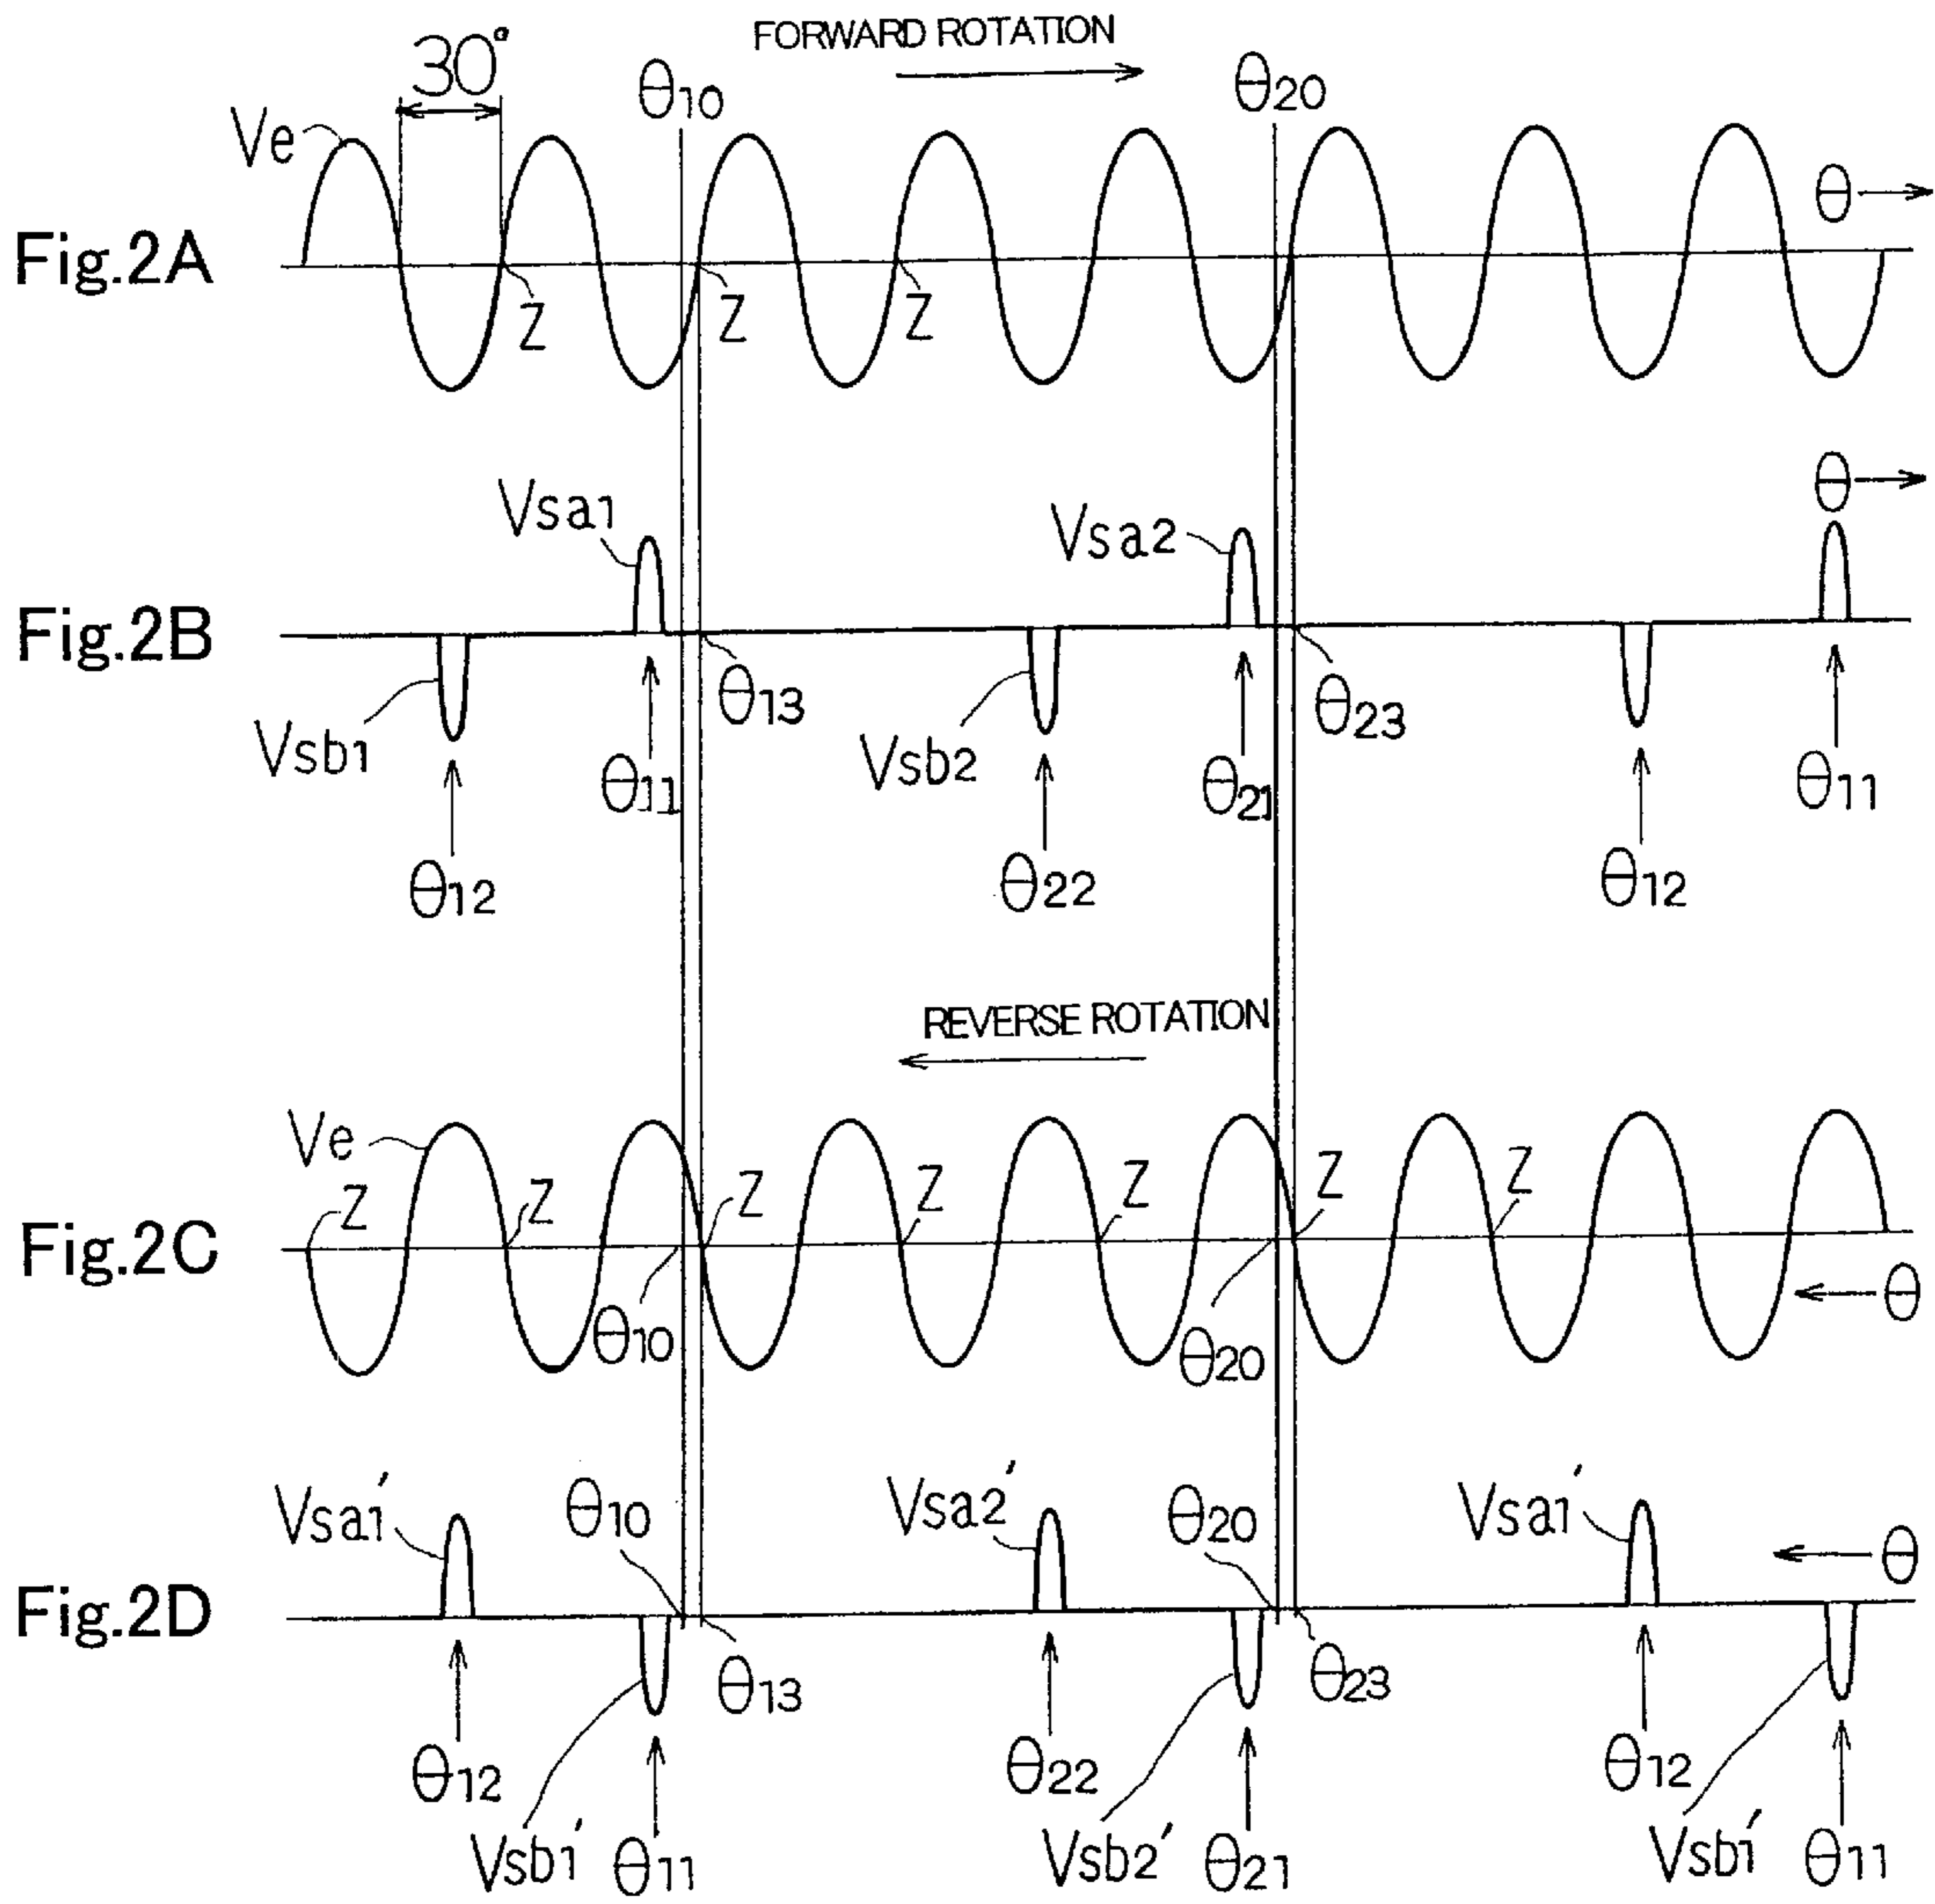 FORWARD ROTATION
30°
θ10
θ20
Ve
θ
Fig.2A
Z
Z
Z
θ
Vsa1
Vsa2
Fig.2B
θ13
θ23
Vsb1
Vsb2
θ11
θ21
θ11
θ12
θ22
θ12
REVERSE ROTATION
Ve
Z
Z
Z
Z
Z
Z
Z
Fig.2C
θ
θ10
θ20
Vsa1'
θ10
Vsa2'
θ20
Vsa1'
θ
Fig.2D
θ13
θ23
θ12
θ22
θ12
Vsb1'
θ11
Vsb2'
θ21
Vsb1'
θ11